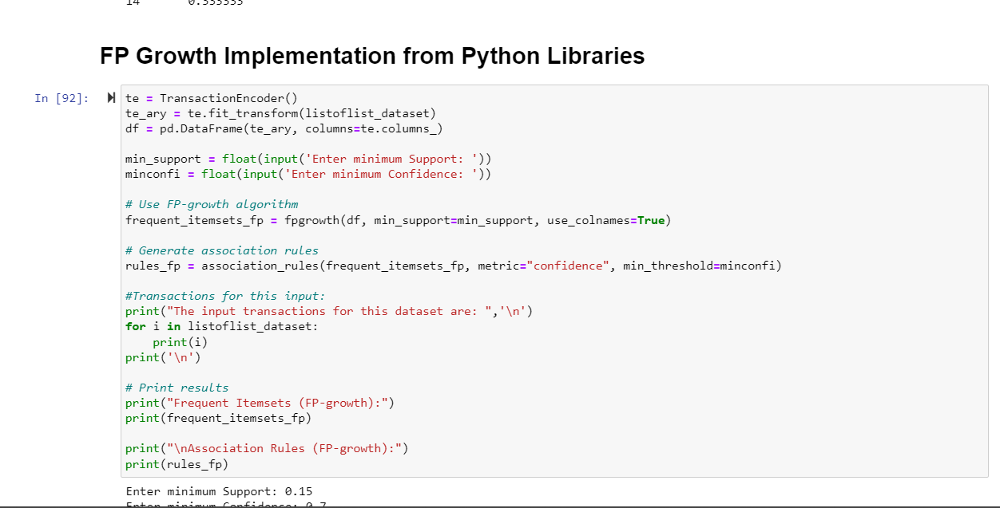 14 0.333333
FP Growth Implementation from Python Libraries
In [92]:
te = TransactionEncoder()
te_ary = te.fit_transform(listoflist_dataset)
df = pd.DataFrame(te_ary, columns=te.columns_)
min_support = float(input('Enter minimum Support: '))
minconfi = float(input('Enter minimum Confidence: '))
# Use FP-growth algorithm
frequent_itemsets_fp = fpgrowth(df, min_support=min_support, use_colnames=True)
# Generate association rules
rules_fp = association_rules(frequent_itemsets_fp, metric="confidence", min_threshold=minconfi)
#Transactions for this input:
print("The input transactions for this dataset are: ",'\n')
for i in listoflist_dataset:
    print(i)
print('\n')
# Print results
print("Frequent Itemsets (FP-growth):")
print(frequent_itemsets_fp)
print("\nAssociation Rules (FP-growth):")
print(rules_fp)
Enter minimum Support: 0.15
Enter minimum Confidence: 0.7